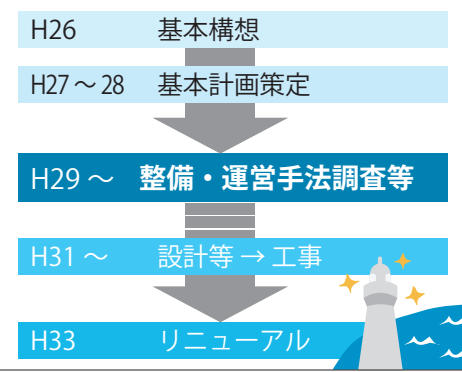 H26 基本構想
H27～28 基本計画策定
H29～ 整備・運営手法調査等
H31～ 設計等→工事
H33 リニューアル